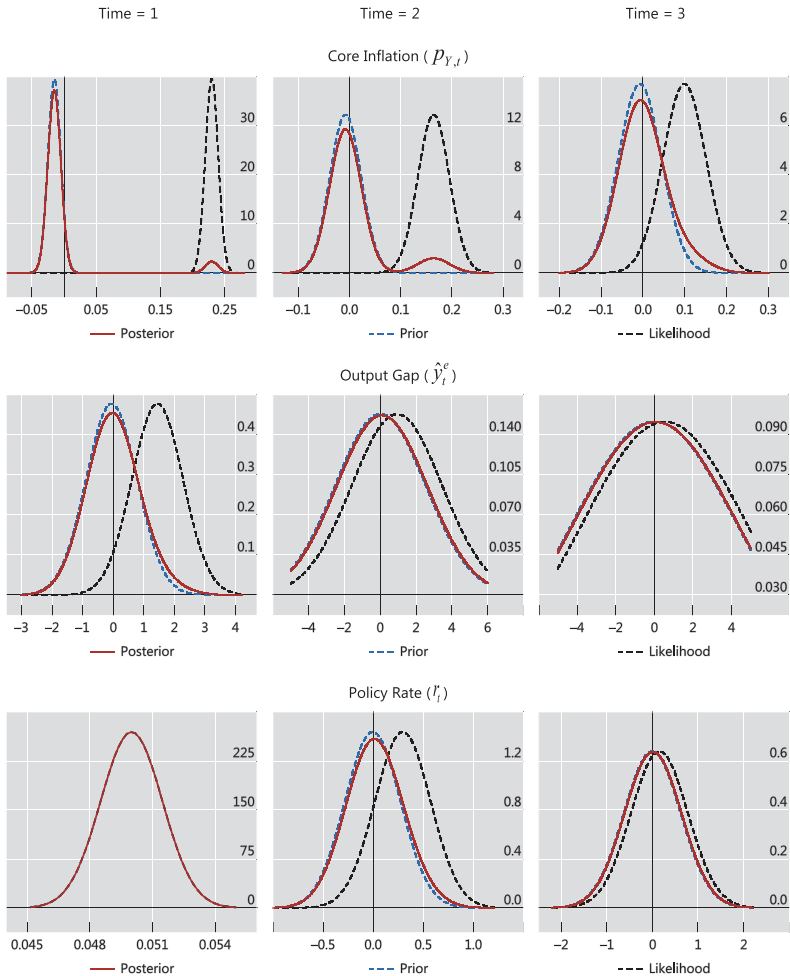 Time = 1 Time = 2 Time = 3
Core Inflation ( p_Y,t )
30 20 10 0
12 8 4 0
6 4 2 0
−0.05 0.05 0.15 0.25
−0.1 0.0 0.1 0.2 0.3
−0.2 −0.1 0.0 0.1 0.2 0.3
Posterior Prior Likelihood
Output Gap ( ŷ_t^e )
0.4 0.3 0.2 0.1
0.140 0.105 0.070 0.035
0.090 0.075 0.060 0.045 0.030
−3 −2 −1 0 1 2 3 4
−4 −2 0 2 4 6
−4 −2 0 2 4
Posterior Prior Likelihood
Policy Rate ( r_t )
225 150 75 0
1.2 0.8 0.4 0.0
0.6 0.4 0.2 0.0
0.045 0.048 0.051 0.054
−0.5 0.0 0.5 1.0
−2 −1 0 1 2
Posterior Prior Likelihood